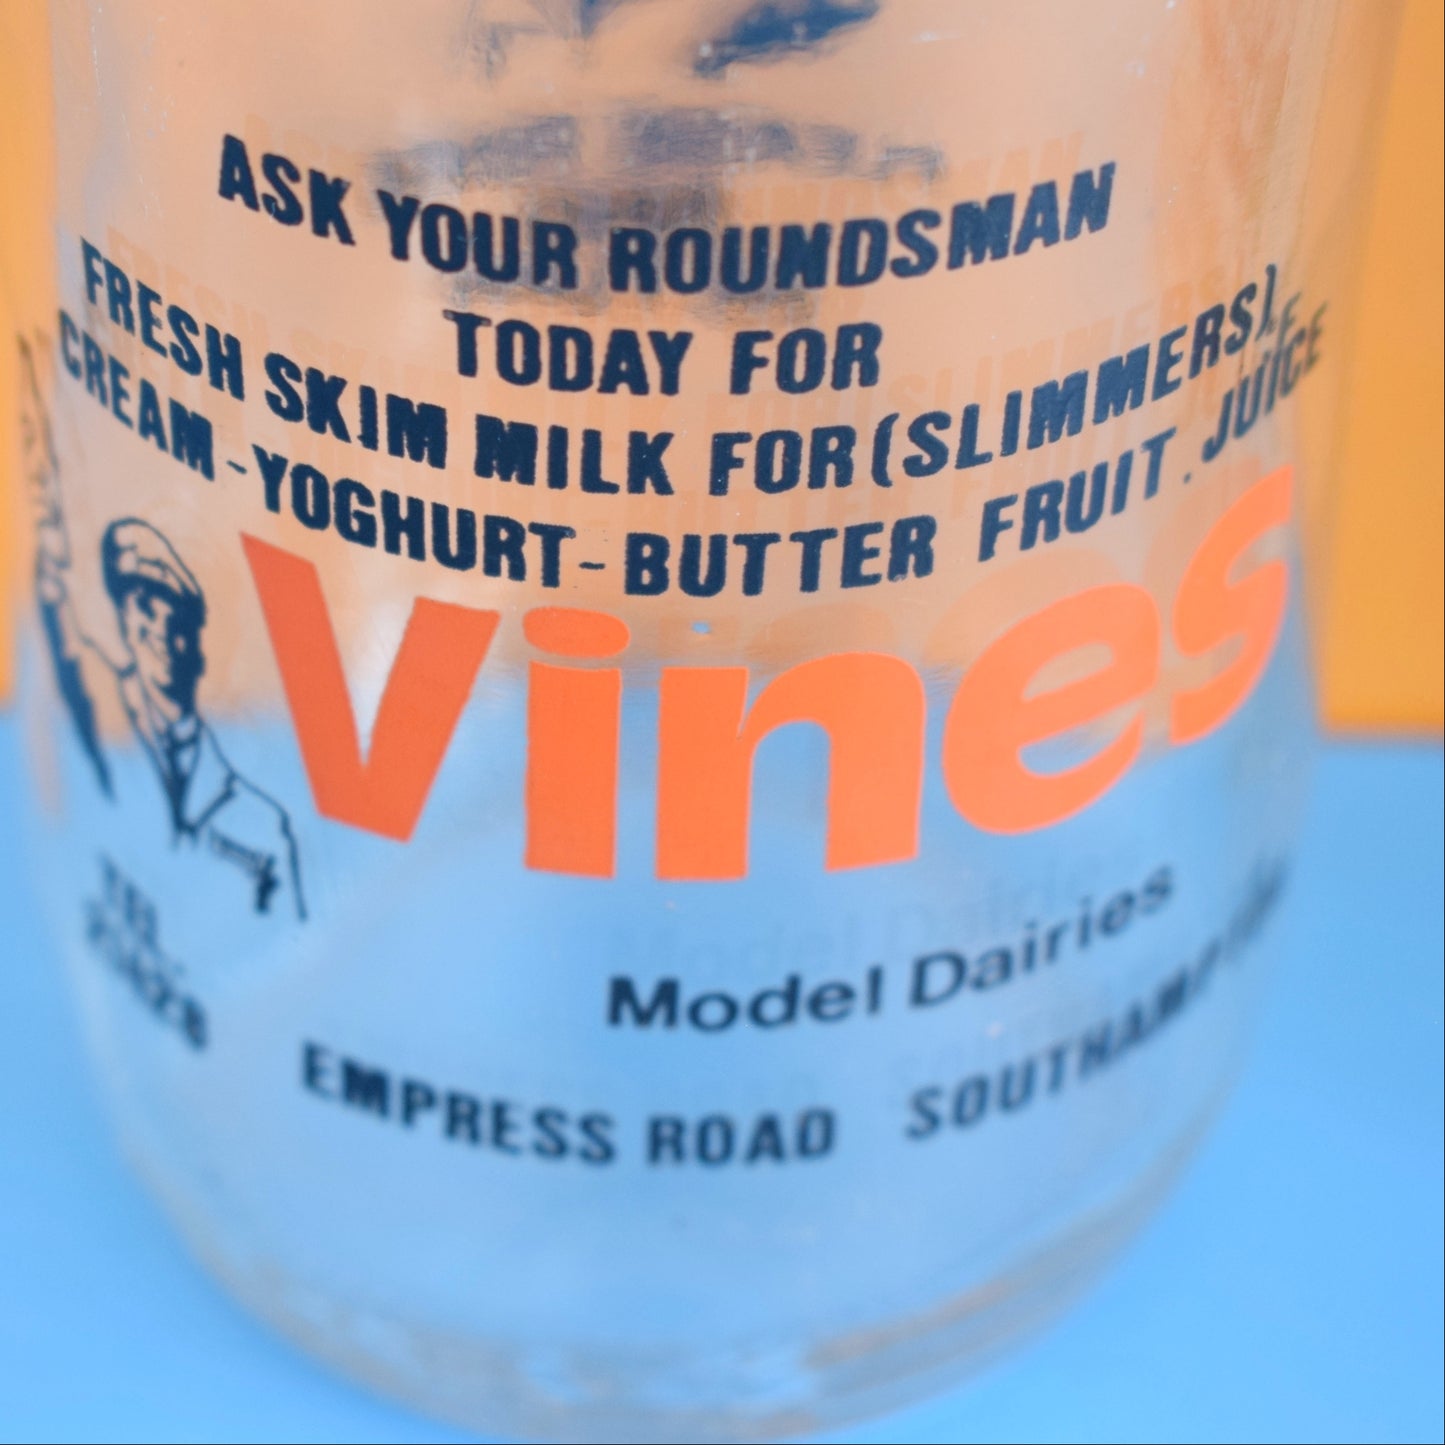 ASK YOUR ROUNDSMAN
TODAY FOR
FRESH SKIM MILK FOR (SLIMMERS),
CREAM - YOGHURT - BUTTER FRUIT. JUICE
Vines
Model Dairies
TEL
EMPRESS ROAD